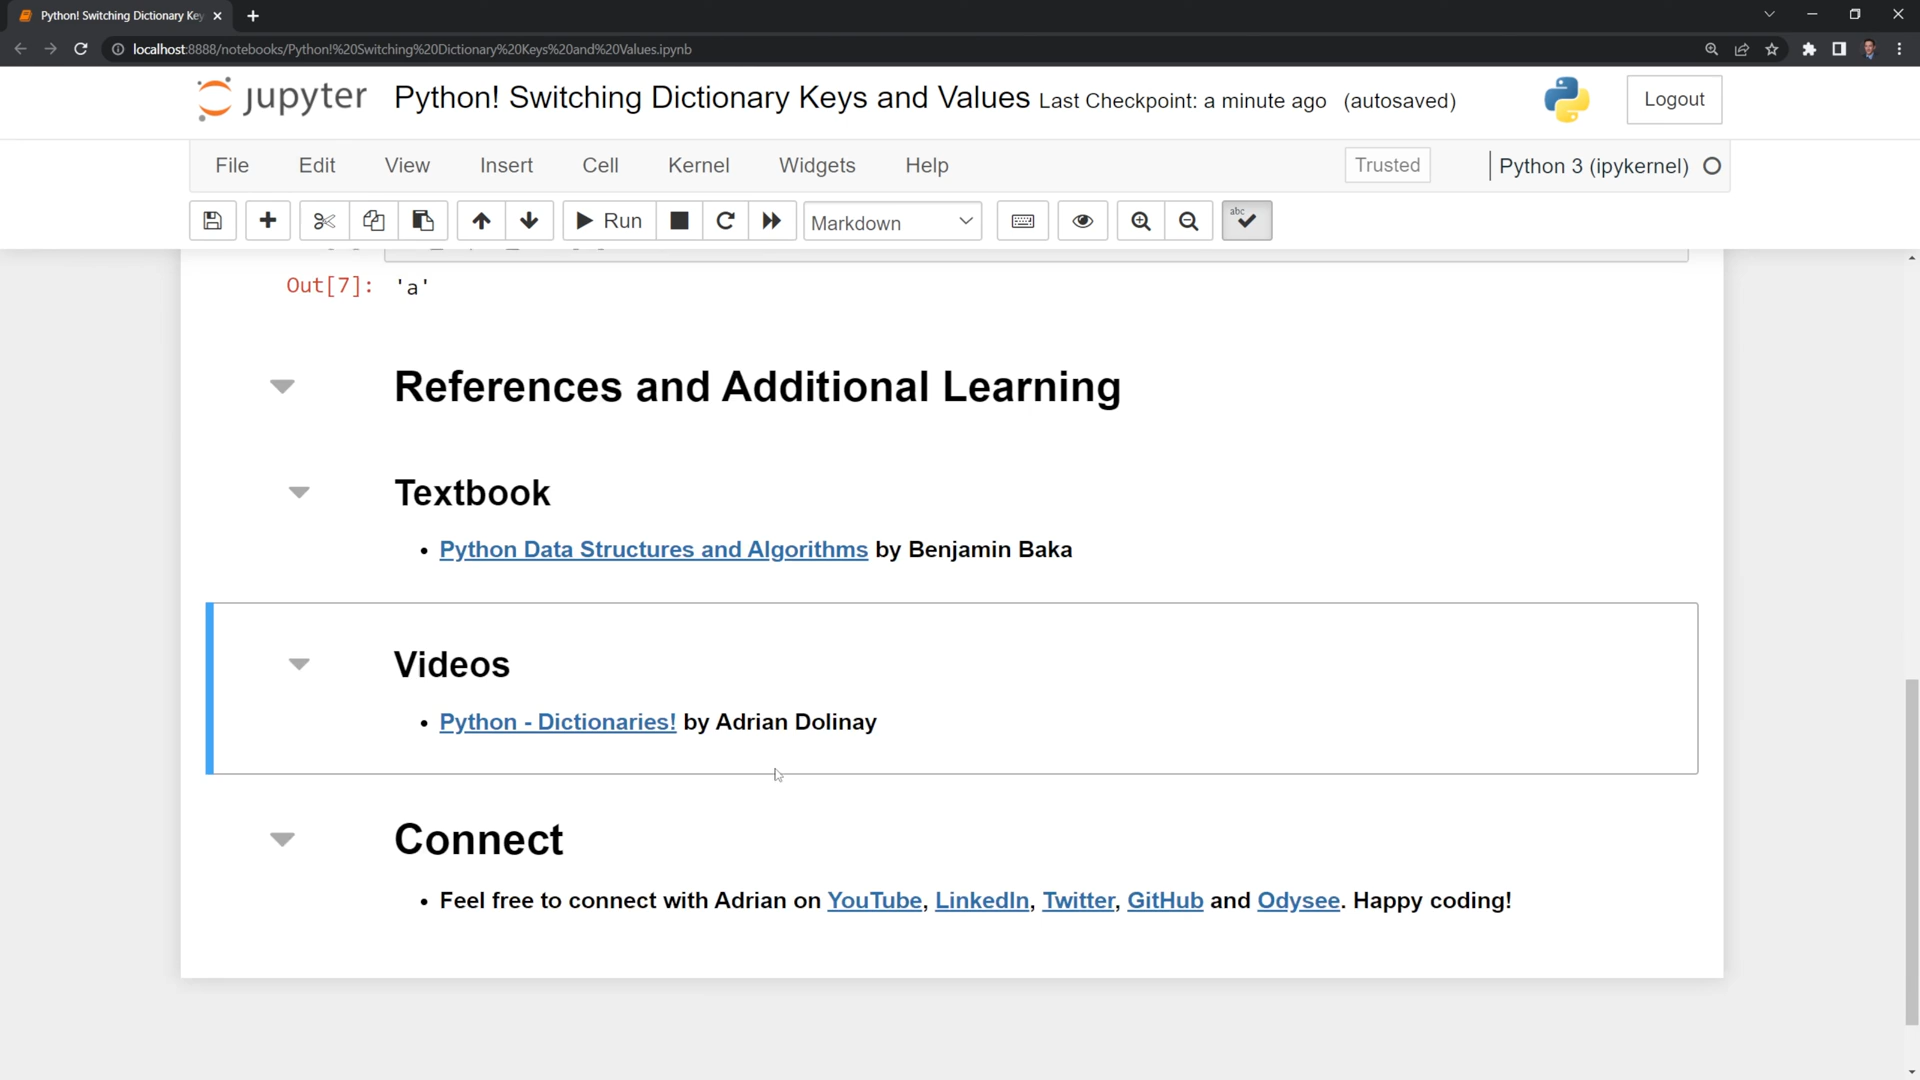 Python! Switching Dictionary Key
localhost:8888/notebooks/Python!%20Switching%20Dictionary%20Keys%20and%20Values.ipynb
jupyter Python! Switching Dictionary Keys and Values Last Checkpoint: a minute ago (autosaved) Logout
File Edit View Insert Cell Kernel Widgets Help Trusted Python 3 (ipykernel)
Run Markdown abc
Out[7]: 'a'
References and Additional Learning
Textbook
• Python Data Structures and Algorithms by Benjamin Baka
Videos
• Python - Dictionaries! by Adrian Dolinay
Connect
• Feel free to connect with Adrian on YouTube, LinkedIn, Twitter, GitHub and Odysee. Happy coding!